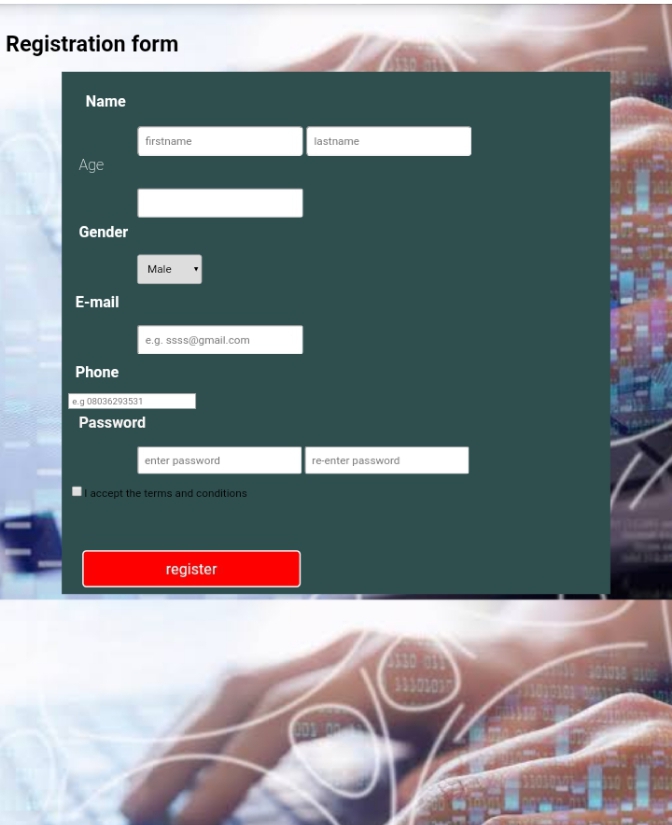 Registration form
Name
firstname lastname
Age
Gender
Male
E-mail
e.g. ssss@gmail.com
Phone
e.g 08036293531
Password
enter password re-enter password
I accept the terms and conditions
register